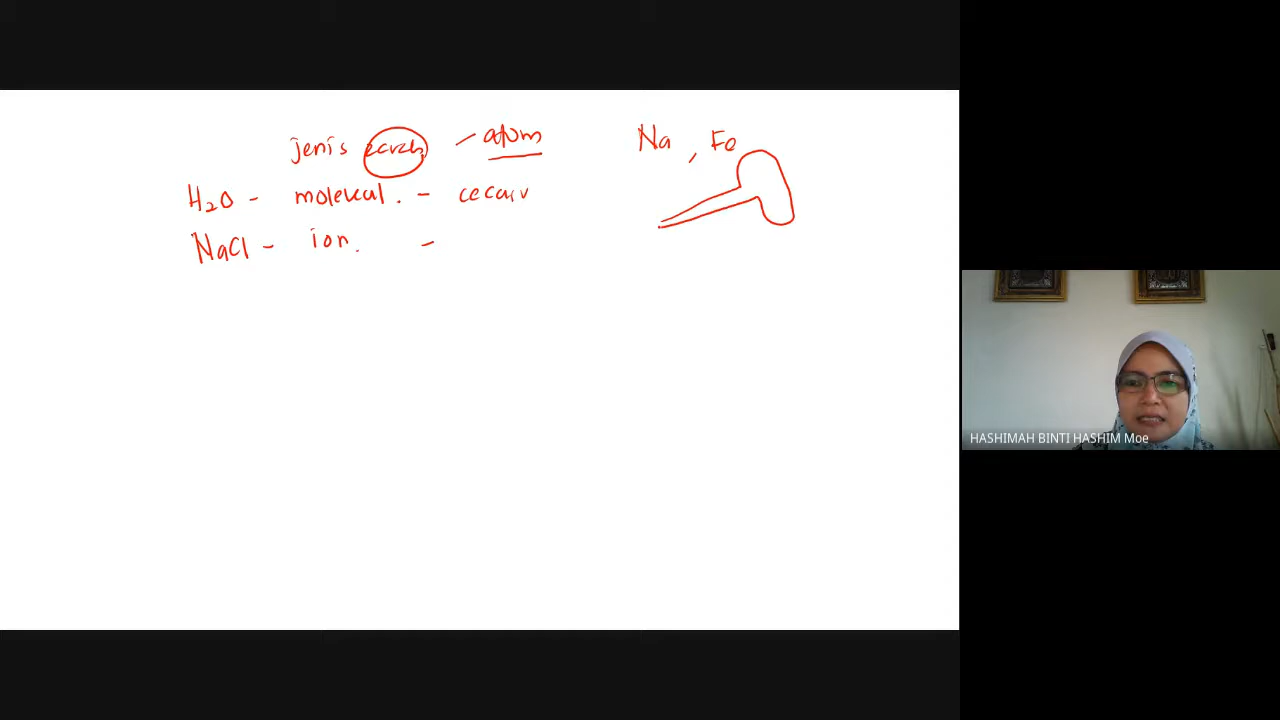 jenis zarah - atom Na , Fe
H₂O - molekul . - cecair
NaCl - ion . -
HASHIMAH BINTI HASHIM Moe